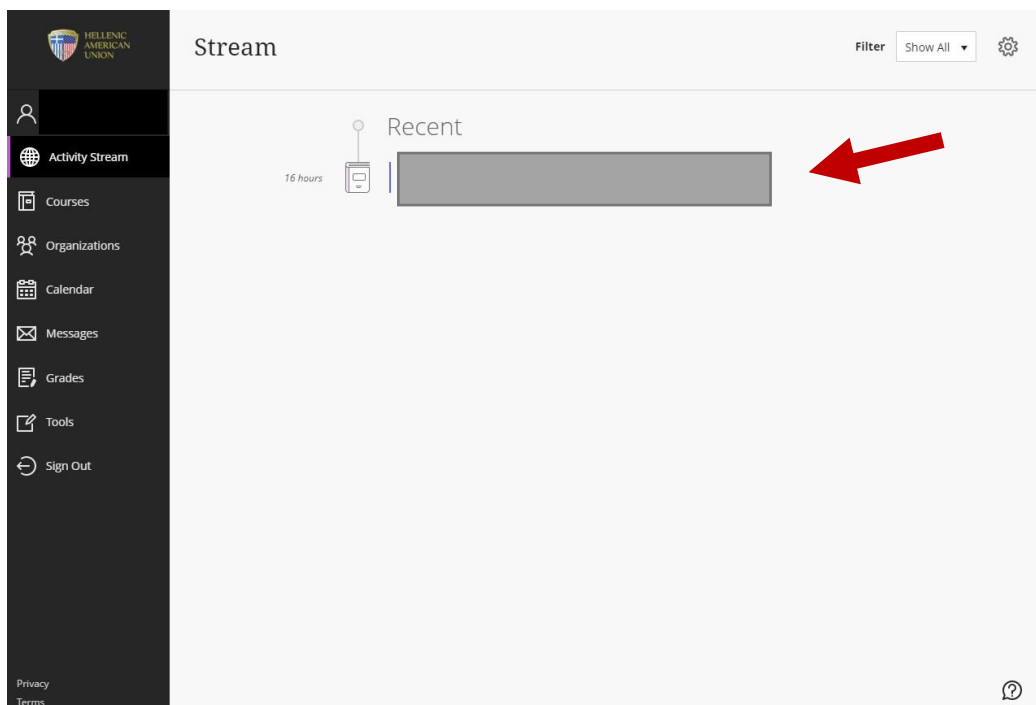 HELLENIC
AMERICAN
UNION
Stream
Filter
Show All
Activity Stream
Recent
16 hours
Courses
Organizations
Calendar
Messages
Grades
Tools
Sign Out
Privacy
Terms